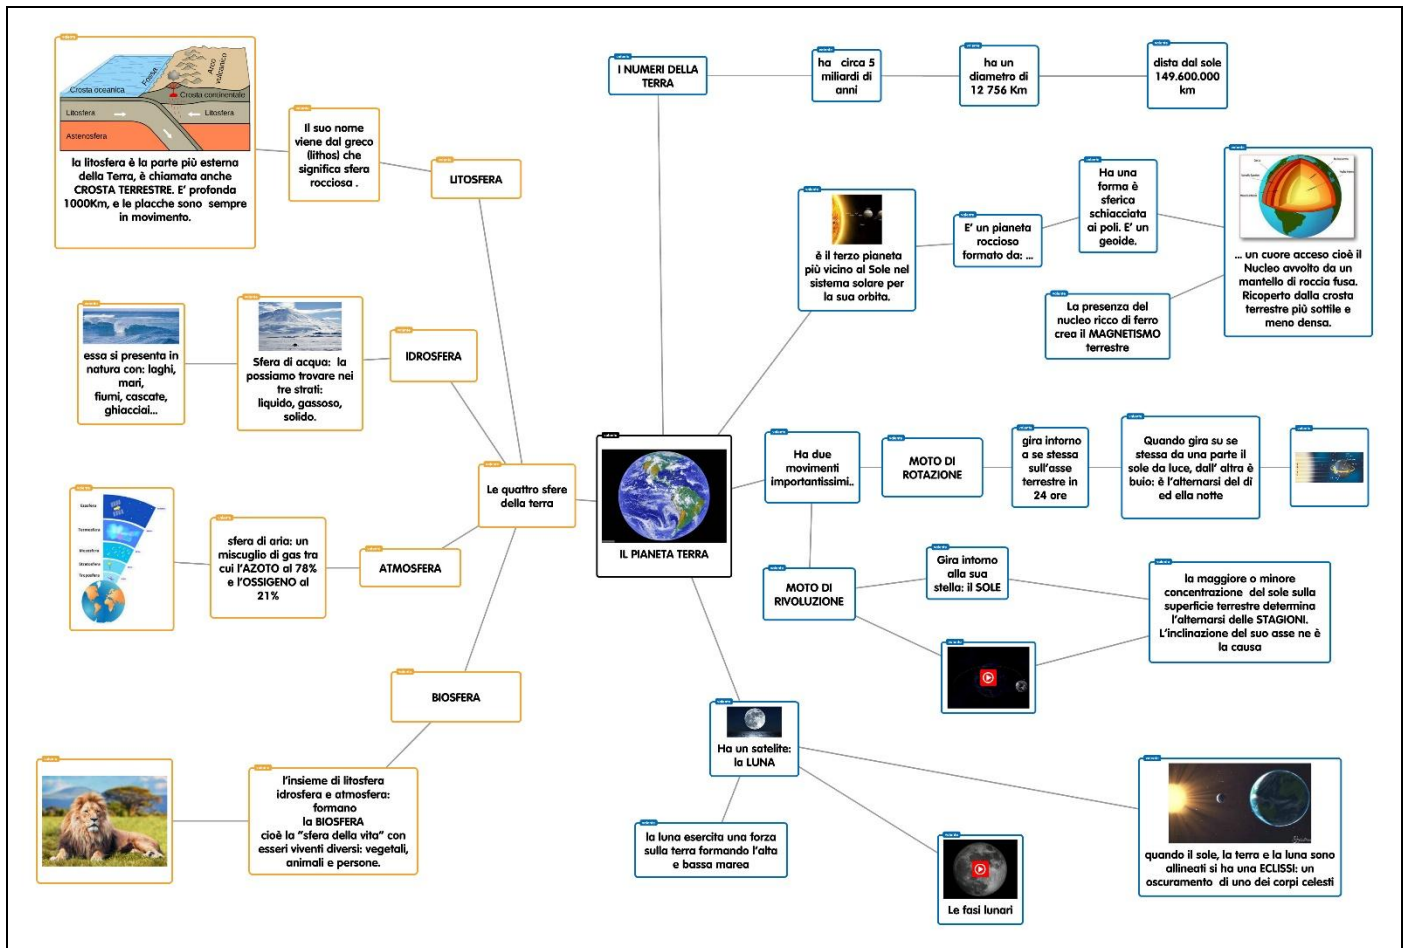 I NUMERI DELLA
TERRA
ha circa 5
miliardi di
anni
ha un
diametro di
12 756 Km
dista dal sole
149.600.000
km
Fossa
Arco
vulcanico
Crosta oceanica
Crosta continentale
Litosfera
Litosfera
Astenosfera
la litosfera è la parte più esterna
della Terra, è chiamata anche
CROSTA TERRESTRE. E' profonda
1000Km, e le placche sono sempre
in movimento.
Il suo nome
viene dal greco
(lithos) che
significa sfera
rocciosa .
LITOSFERA
è il terzo pianeta
più vicino al Sole nel
sistema solare per
la sua orbita.
E' un pianeta
roccioso
formato da: ...
Ha una
forma è
sferica
schiacciata
ai poli. E' un
geoide.
... un cuore acceso cioè il
Nucleo avvolto da un
mantello di roccia fusa.
Ricoperto dalla crosta
terrestre più sottile e
meno densa.
La presenza del
nucleo ricco di ferro
crea il MAGNETISMO
terrestre
essa si presenta in
natura con: laghi,
mari,
fiumi, cascate,
ghiacciai...
Sfera di acqua: la
possiamo trovare nei
tre strati:
liquido, gassoso,
solido.
IDROSFERA
Le quattro sfere
della terra
IL PIANETA TERRA
Ha due
movimenti
importantissimi..
MOTO DI
ROTAZIONE
gira intorno
a se stessa
sull'asse
terrestre in
24 ore
Quando gira su se
stessa da una parte il
sole da luce, dall' altra è
buio: è l'alternarsi del dì
ed ella notte
MOTO DI
RIVOLUZIONE
Gira intorno
alla sua
stella: il SOLE
la maggiore o minore
concentrazione del sole sulla
superficie terrestre determina
l'alternarsi delle STAGIONI.
L'inclinazione del suo asse ne è
la causa
Esosfera
Termosfera
Mesosfera
Stratosfera
Troposfera
sfera di aria: un
miscuglio di gas tra
cui l'AZOTO al 78%
e l'OSSIGENO al
21%
ATMOSFERA
BIOSFERA
l'insieme di litosfera
idrosfera e atmosfera:
formano
la BIOSFERA
cioè la "sfera della vita" con
esseri viventi diversi: vegetali,
animali e persone.
Ha un satelite:
la LUNA
la luna esercita una forza
sulla terra formando l'alta
e bassa marea
Le fasi lunari
quando il sole, la terra e la luna sono
allineati si ha una ECLISSI: un
oscuramento di uno dei corpi celesti